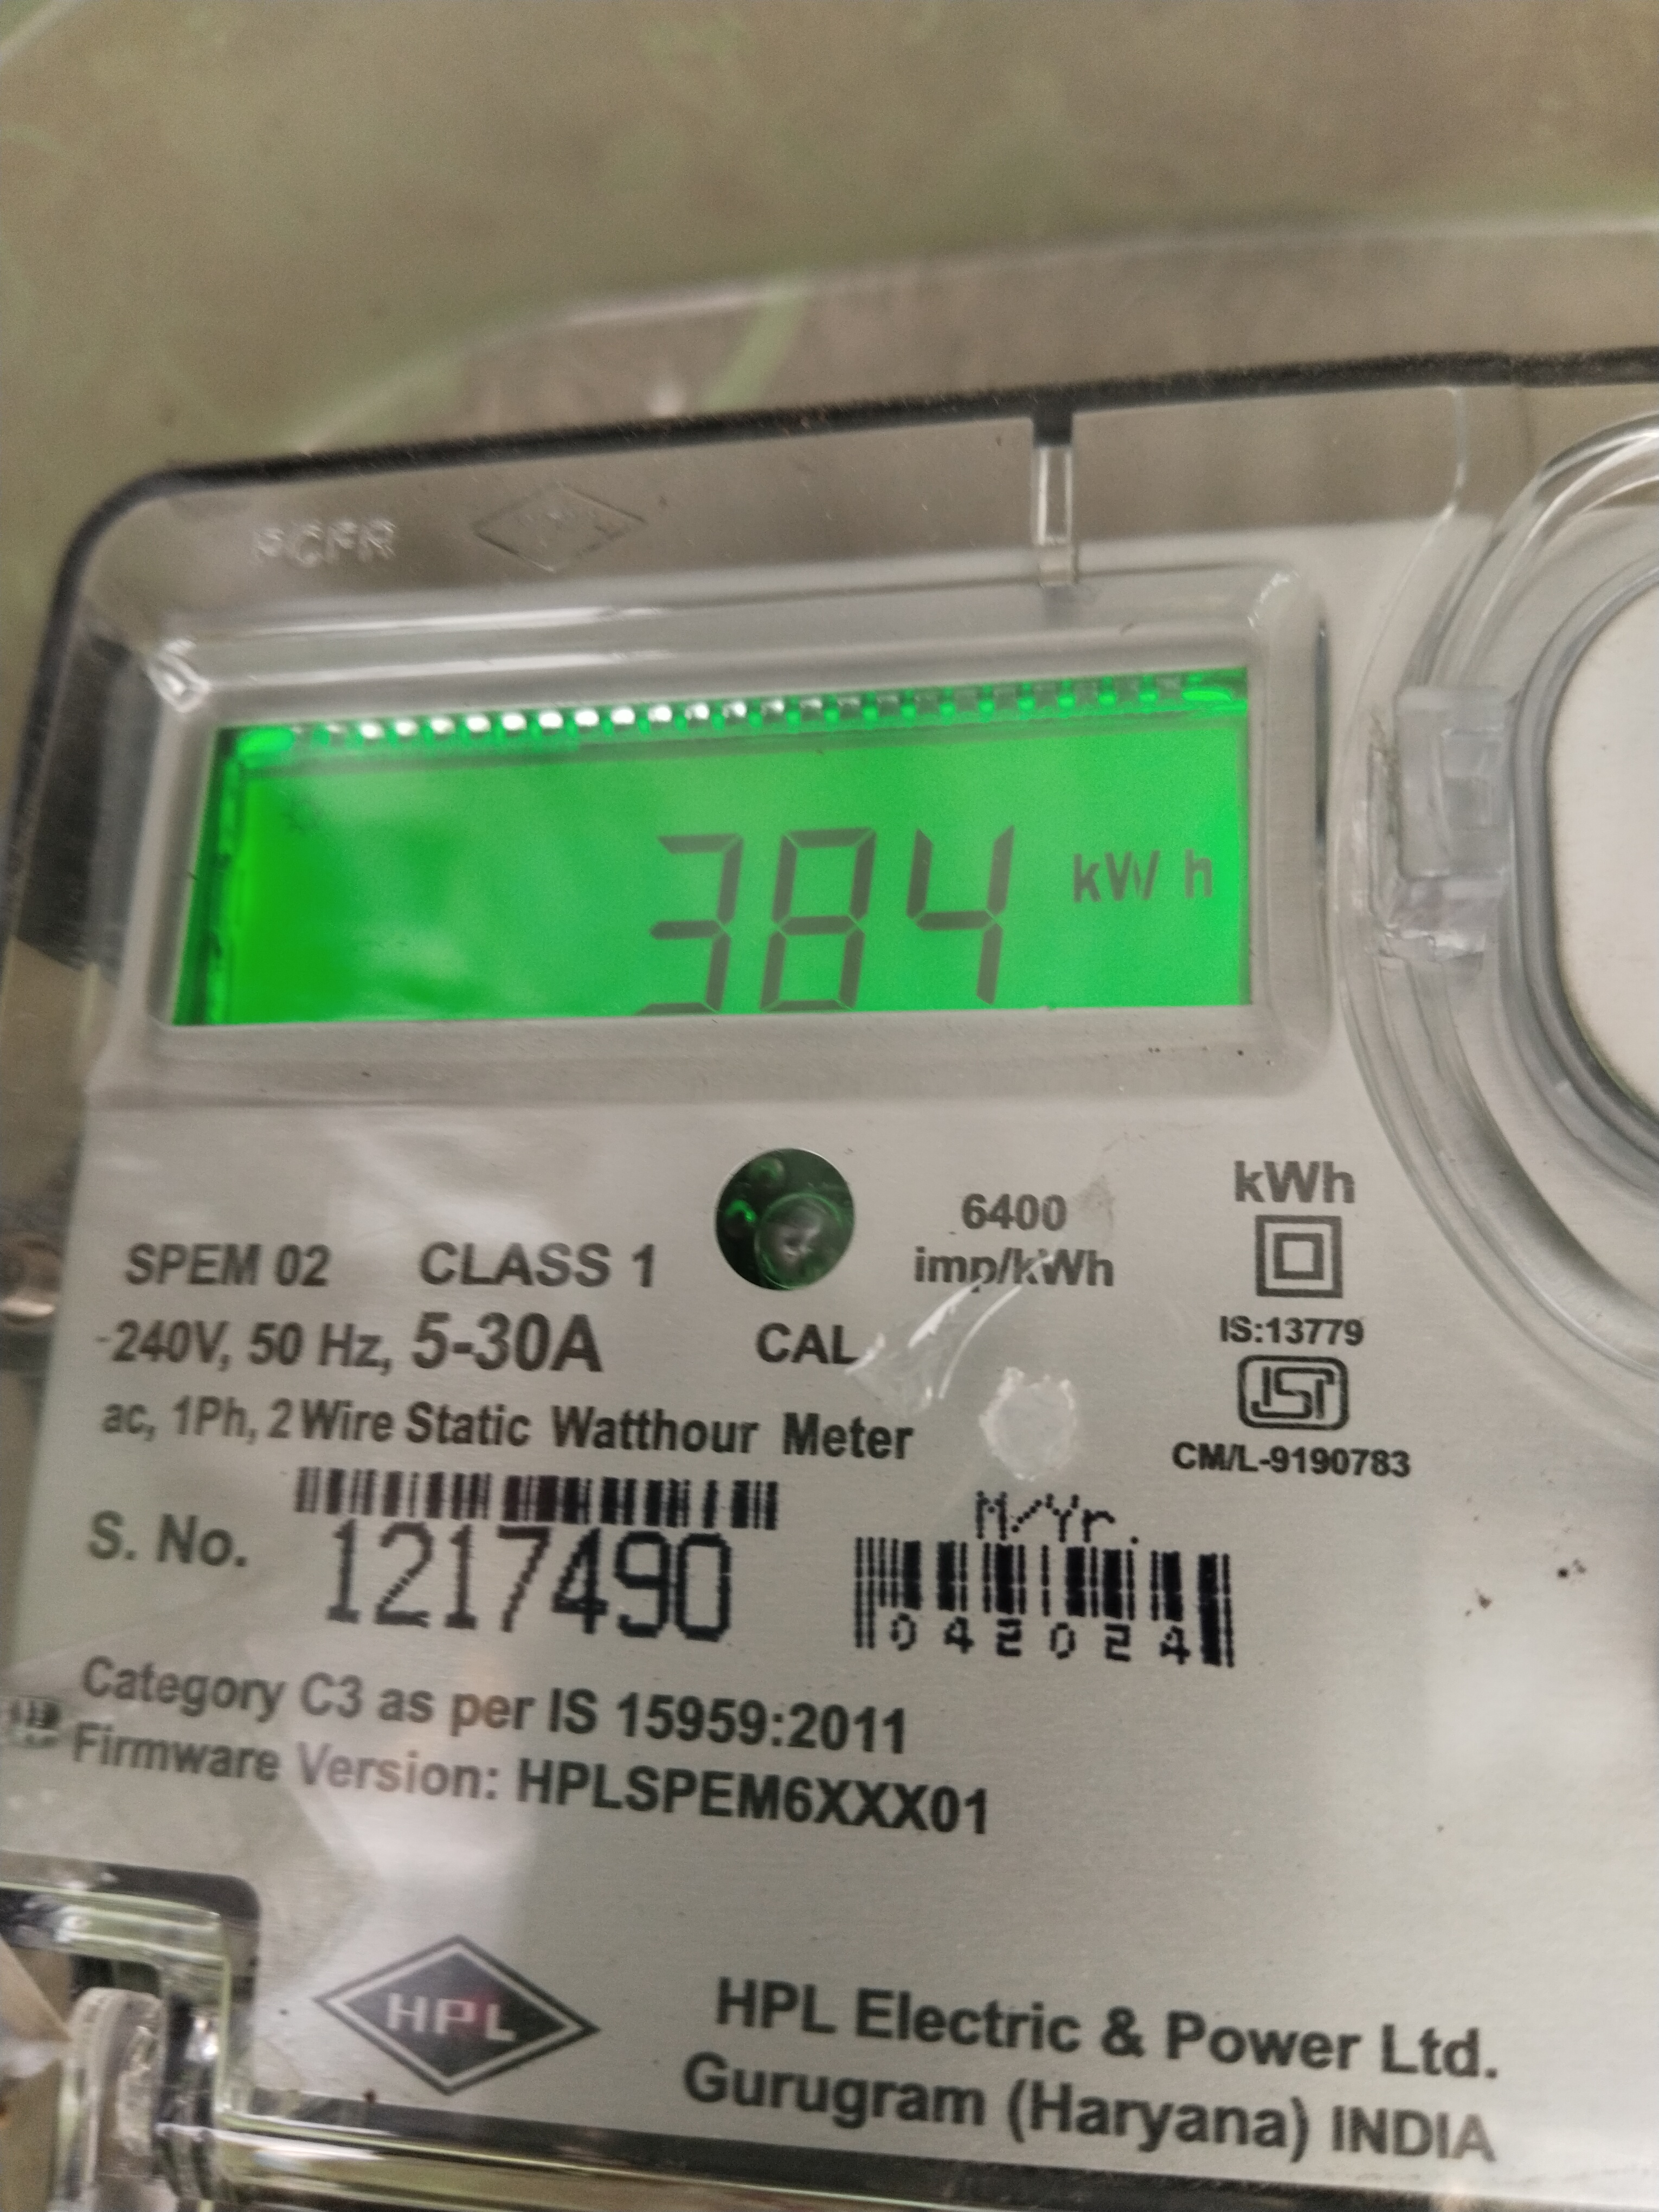 384 kW h
6400
imp/kWh
kWh
SPEM 02 CLASS 1
-240V, 50 Hz, 5-30A
CAL
IS:13779
ac, 1Ph, 2 Wire Static Watthour Meter
CM/L-9190783
M/Yr.
S. No. 1217490
042024
Category C3 as per IS 15959:2011
Firmware Version: HPLSPEM6XXX01
HPL
HPL Electric & Power Ltd.
Gurugram (Haryana) INDIA